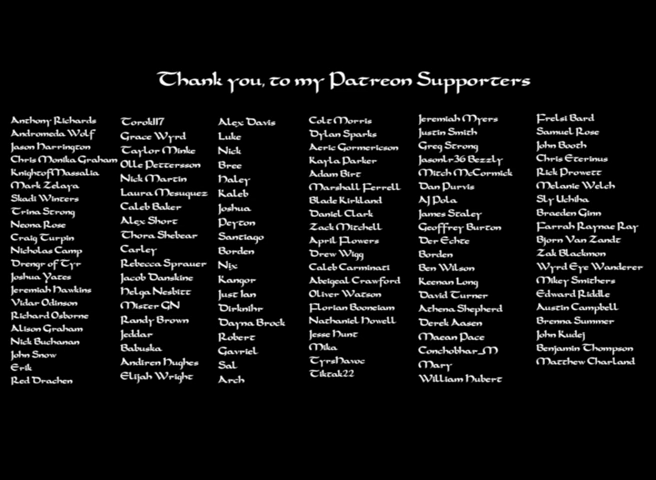 Thank you, to my Patreon Supporters
Anthony Richards
Andromeda Wolf
Jason Harrington
Chris Monika Graham
KnightofMassalia
Mark Zelaya
Skadi Winters
Trina Strong
Neona Rose
Craig Turpin
Nicholas Camp
Drengr of Tyr
Joshua Yates
Jeremiah Hawkins
Vidar Odinson
Richard Osborne
Alison Graham
Nick Buchanan
John Snow
Erik
Red Drachen
Torok117
Grace Wyrd
Taylor Minke
Olle Pettersson
Nick Martin
Laura Mesuquez
Caleb Baker
Alex Short
Thora Shebear
Carley
Rebecca Sprauer
Jacob Danskine
Helga Nesbitt
Mister GN
Randy Brown
Jeddar
Babuska
Andiren Hughes
Elijah Wright
Alex Davis
Luke
Nick
Bree
Haley
Kaleb
Joshua
Peyton
Santiago
Borden
Nix
Kangor
Just Ian
Dirknihr
Dayna Brock
Robert
Gavriel
Sal
Arch
Colt Morris
Dylan Sparks
Aeric Gormericson
Kayla Parker
Adam Birt
Marshall Ferrell
Blade Kirkland
Daniel Clark
Zack Mitchell
April Flowers
Drew Wigg
Caleb Carminati
Abeigeal Crawford
Oliver Watson
Florian Booneiam
Nathaniel Howell
Jesse Hunt
Mika
TyrsHavoc
Tiktak22
Jeremiah Myers
Justin Smith
Greg Strong
Jasonlr36 Bezzly
Mitch McCormick
Dan Purvis
AJ Pola
James Staley
Geoffrey Burton
Der Echte
Borden
Ben Wilson
Keenan Long
David Turner
Athena Shepherd
Derek Aasen
Maean Pace
Conchobhar_M
Mary
William Hubert
Frelsi Bard
Samuel Rose
John Booth
Chris Eterinus
Rick Prowett
Melanie Welch
Sly Uchiha
Braeden Ginn
Farrah Raynae Ray
Bjorn Van Zandt
Zak Blackmon
Wyrd Eye Wanderer
Mikey Smithers
Edward Riddle
Austin Campbell
Brenna Summer
John Kudej
Benjamin Thompson
Matthew Charland